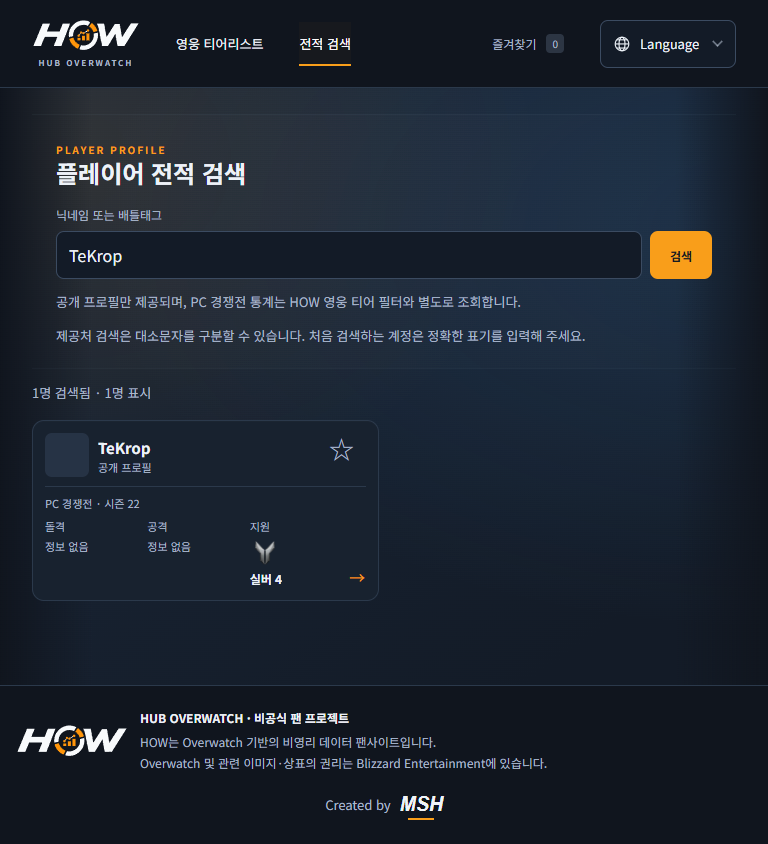 HOW
HUB OVERWATCH
영웅 티어리스트
전적 검색
즐겨찾기 0
Language
PLAYER PROFILE
플레이어 전적 검색
닉네임 또는 배틀태그
TeKrop
검색
공개 프로필만 제공되며, PC 경쟁전 통계는 HOW 영웅 티어 필터와 별도로 조회합니다.
제공처 검색은 대소문자를 구분할 수 있습니다. 처음 검색하는 계정은 정확한 표기를 입력해 주세요.
1명 검색됨 · 1명 표시
TeKrop
공개 프로필
PC 경쟁전 · 시즌 22
돌격 공격 지원
정보 없음 정보 없음
실버 4 →
HOW
HUB OVERWATCH · 비공식 팬 프로젝트
HOW는 Overwatch 기반의 비영리 데이터 팬사이트입니다.
Overwatch 및 관련 이미지·상표의 권리는 Blizzard Entertainment에 있습니다.
Created by MSH